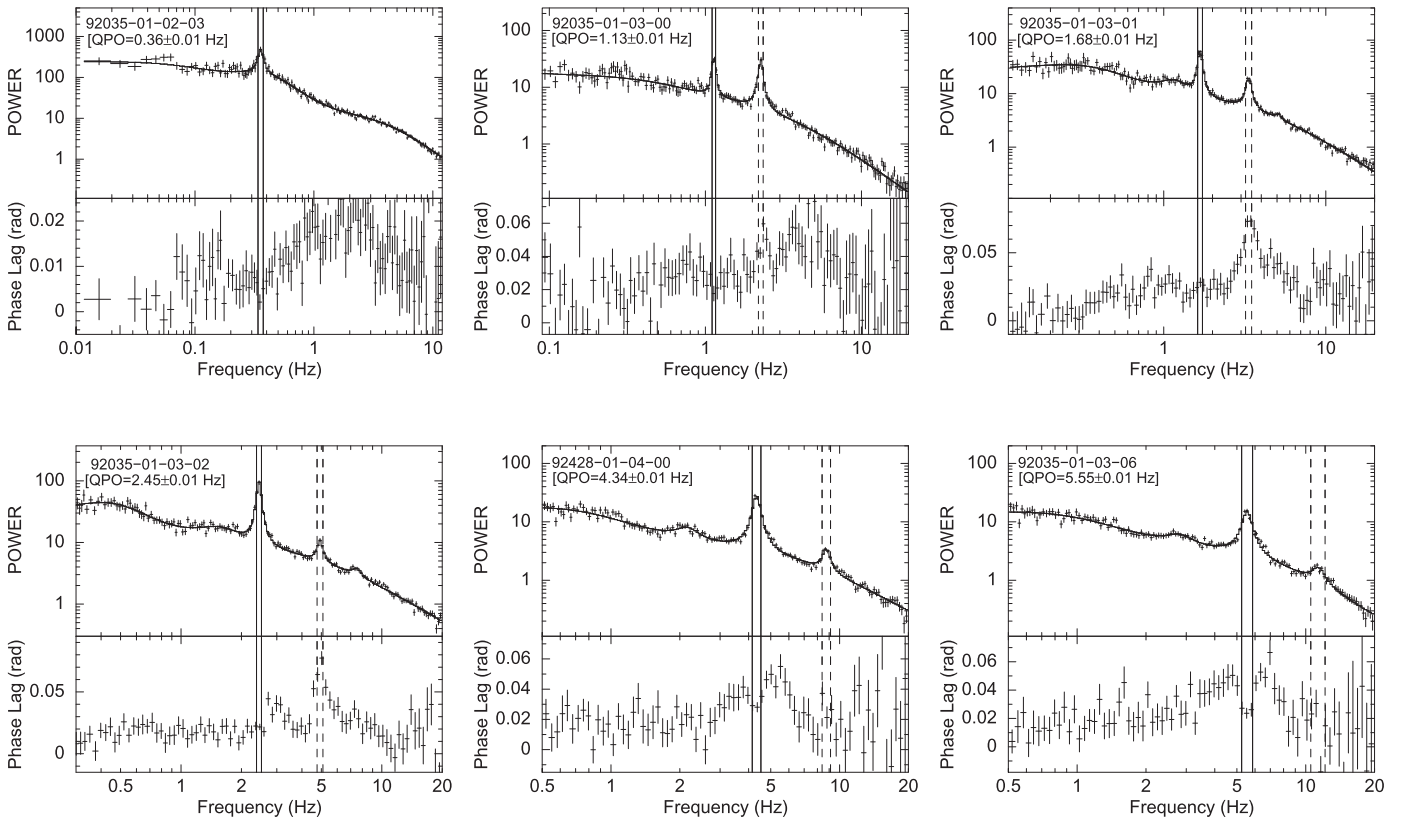 92035−01−02−03
[QPO=0.36±0.01 Hz]
POWER
1000
100
10
1
Phase Lag (rad)
0.02
0.01
0
0.01
0.1
1
10
Frequency (Hz)
92035−01−03−00
[QPO=1.13±0.01 Hz]
POWER
100
10
1
Phase Lag (rad)
0.06
0.04
0.02
0
0.1
1
10
Frequency (Hz)
92035−01−03−01
[QPO=1.68±0.01 Hz]
POWER
100
10
1
Phase Lag (rad)
0.05
0
1
10
Frequency (Hz)
92035−01−03−02
[QPO=2.45±0.01 Hz]
POWER
100
10
1
Phase Lag (rad)
0.05
0
0.5
1
2
5
10
20
Frequency (Hz)
92428−01−04−00
[QPO=4.34±0.01 Hz]
POWER
100
10
1
Phase Lag (rad)
0.06
0.04
0.02
0
0.5
1
2
5
10
20
Frequency (Hz)
92035−01−03−06
[QPO=5.55±0.01 Hz]
POWER
100
10
1
Phase Lag (rad)
0.06
0.04
0.02
0
0.5
1
2
5
10
20
Frequency (Hz)